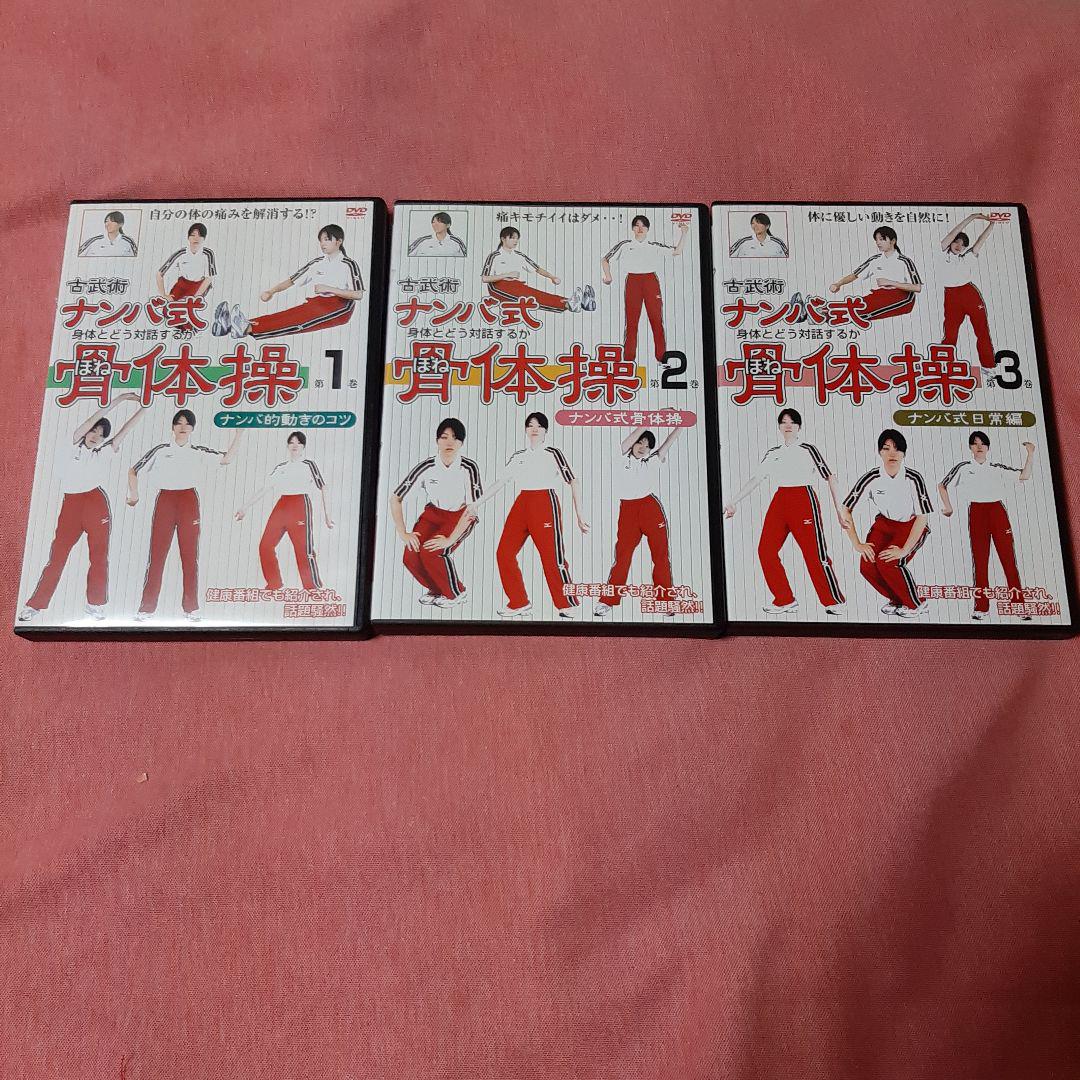 自分の体の痛みを解消する!?
DVD
古武術
ナンバ式
身体とどう対話するか
ほね
骨体操
第1巻
ナンバ的動きのコツ
健康番組でも紹介され、
話題騒然!!
痛キモチイイはダメ・・!
DVD
古武術
ナンバ式
身体とどう対話するか
ほね
骨体操
第2巻
ナンバ式骨体操
健康番組でも紹介され、
話題騒然!!
体に優しい動きを自然に!
DVD
古武術
ナンバ式
身体とどう対話するか
ほね
骨体操
第3巻
ナンバ式日常編
健康番組でも紹介され、
話題騒然!!